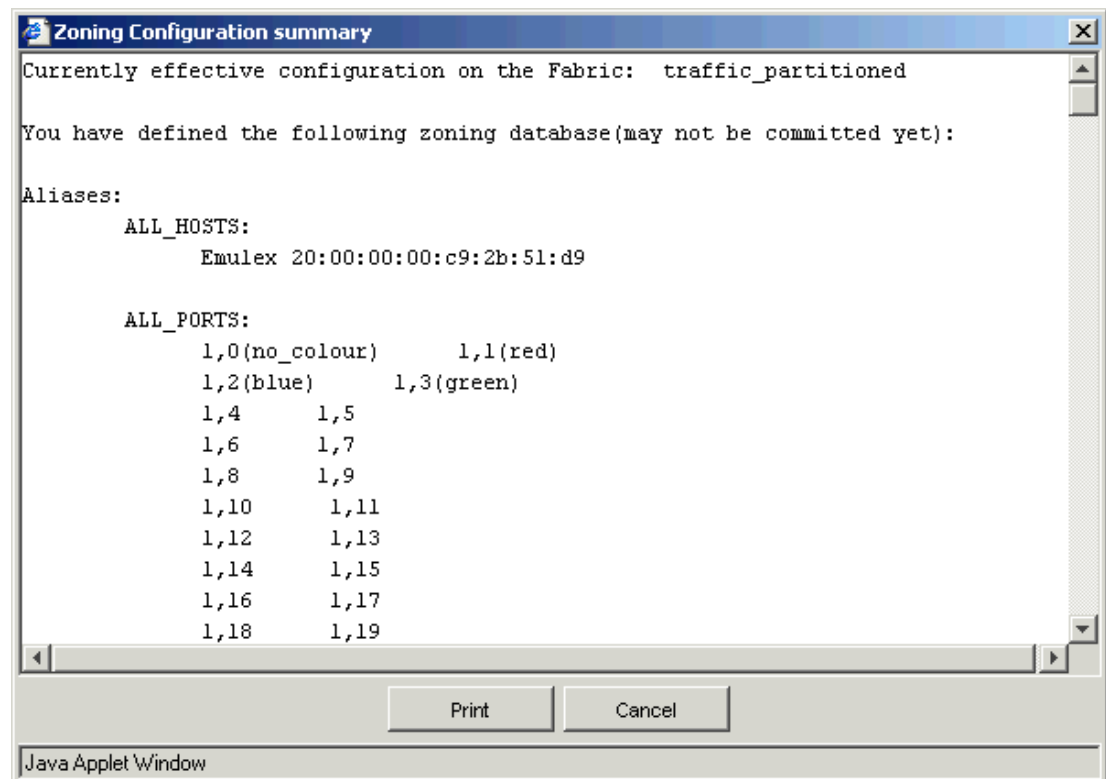 Zoning Configuration summary
Currently effective configuration on the Fabric: traffic_partitioned
You have defined the following zoning database(may not be committed yet):
Aliases:
ALL_HOSTS:
Emulex 20:00:00:00:c9:2b:51:d9
ALL_PORTS:
1,0(no_colour) 1,1(red)
1,2(blue) 1,3(green)
1,4 1,5
1,6 1,7
1,8 1,9
1,10 1,11
1,12 1,13
1,14 1,15
1,16 1,17
1,18 1,19
Print Cancel
Java Applet Window